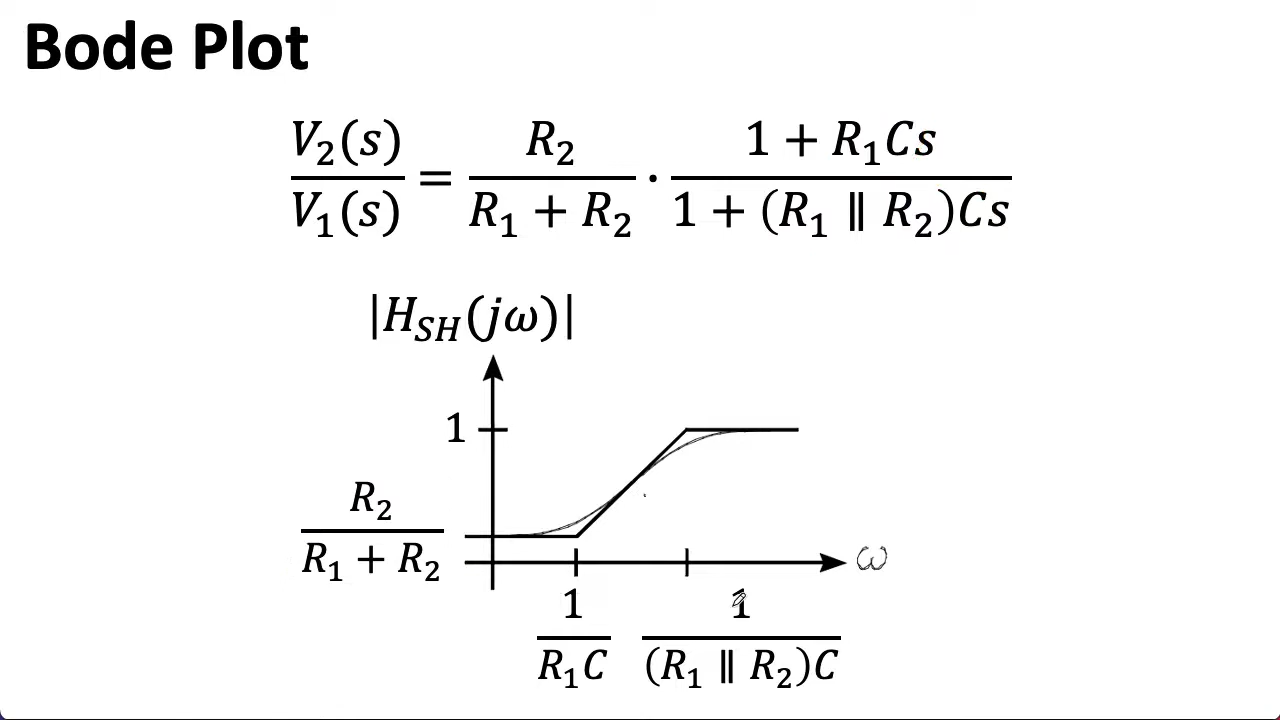 Bode Plot
V₂(s)/V₁(s) = R₂/(R₁ + R₂) · (1 + R₁Cs)/(1 + (R₁ ∥ R₂)Cs)
|H_SH(jω)|
1
R₂/(R₁ + R₂)
ω
1/(R₁C) 1/((R₁ ∥ R₂)C)